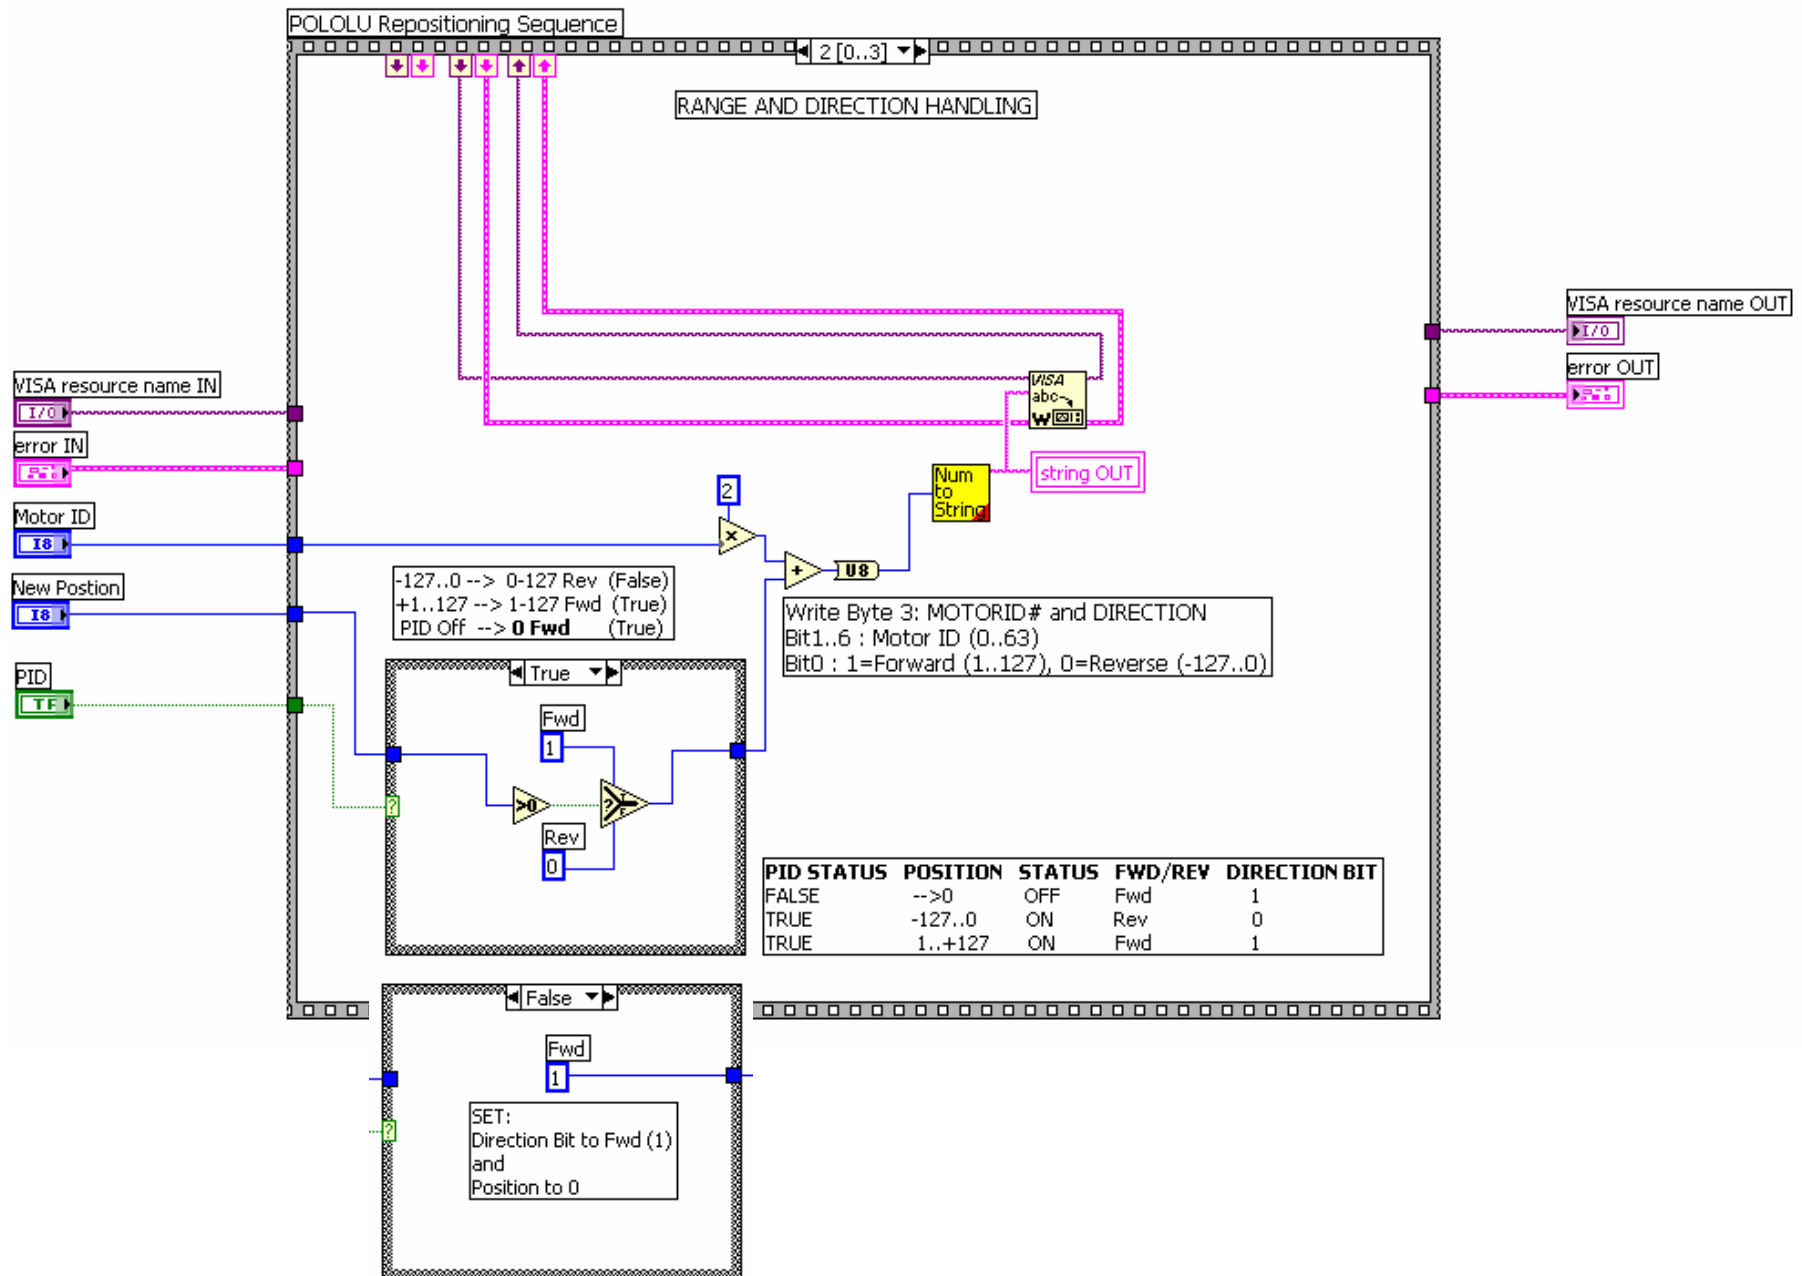 POLOLU Repositioning Sequence
2 [0..3]
RANGE AND DIRECTION HANDLING
VISA resource name OUT
I/O
error OUT
VISA resource name IN
I/O
error IN
VISA
abc
W
Num
to
String
string OUT
2
Motor ID
I8
x
+
U8
New Postion
I8
-127..0 --> 0-127 Rev (False)
+1..127 --> 1-127 Fwd (True)
PID Off --> 0 Fwd (True)
Write Byte 3: MOTORID# and DIRECTION
Bit1..6 : Motor ID (0..63)
Bit0 : 1=Forward (1..127), 0=Reverse (-127..0)
PID
TF
True
Fwd
1
>0
?
T
F
?
Rev
0
PID STATUS POSITION STATUS FWD/REV DIRECTION BIT
FALSE -->0 OFF Fwd 1
TRUE -127..0 ON Rev 0
TRUE 1..+127 ON Fwd 1
False
Fwd
1
?
SET:
Direction Bit to Fwd (1)
and
Position to 0